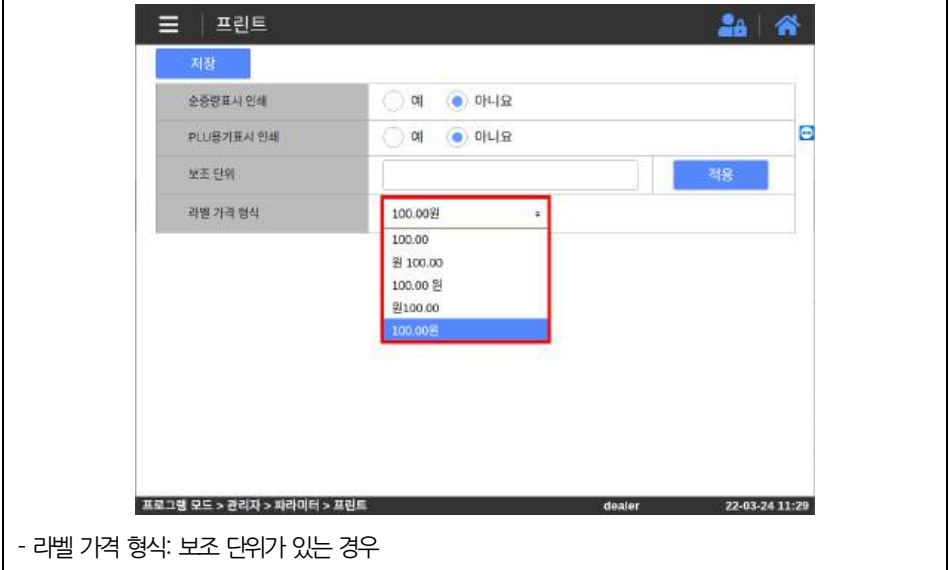 프린트
저장
순중량표시 인쇄 예 아니요
PLU용기표시 인쇄 예 아니요
보조 단위 적용
라벨 가격 형식 100.00원
100.00
원 100.00
100.00 원
원100.00
100.00원
프로그램 모드 > 관리자 > 파라미터 > 프린트 dealer 22-03-24 11:29
- 라벨 가격 형식: 보조 단위가 있는 경우